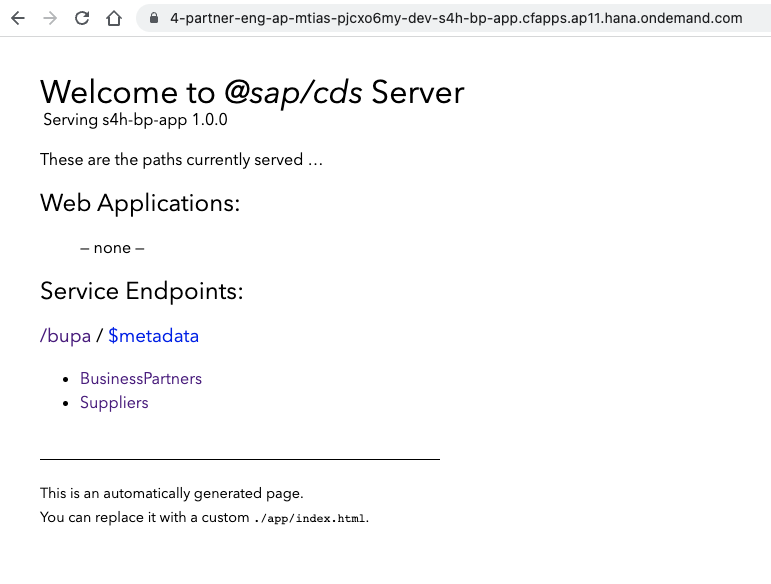 4-partner-eng-ap-mtias-pjcxo6my-dev-s4h-bp-app.cfapps.ap11.hana.ondemand.com
Welcome to @sap/cds Server
Serving s4h-bp-app 1.0.0
These are the paths currently served …
Web Applications:
– none –
Service Endpoints:
/bupa / $metadata
• BusinessPartners
• Suppliers
This is an automatically generated page.
You can replace it with a custom ./app/index.html.